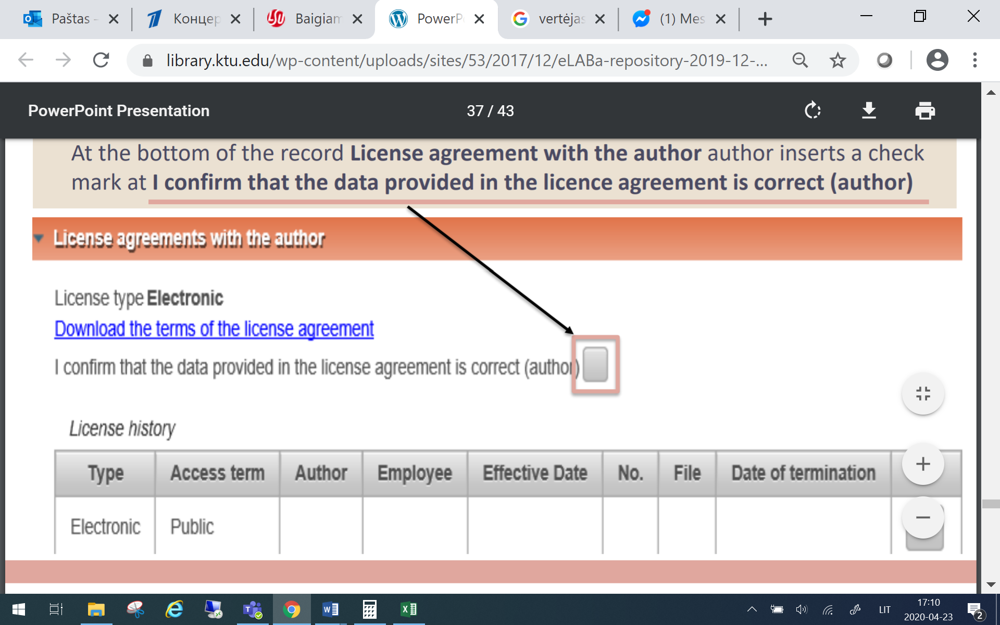 Paštas -
Концер
Baigiam
PowerP
vertėjas
(1) Mes
library.ktu.edu/wp-content/uploads/sites/53/2017/12/eLABa-repository-2019-12-...
PowerPoint Presentation
37 / 43
At the bottom of the record License agreement with the author author inserts a check
mark at I confirm that the data provided in the licence agreement is correct (author)
License agreements with the author
License type Electronic
Download the terms of the license agreement
I confirm that the data provided in the license agreement is correct (author)
License history
Type Access term Author Employee Effective Date No. File Date of termination
Electronic Public
LIT
17:10
2020-04-23
2